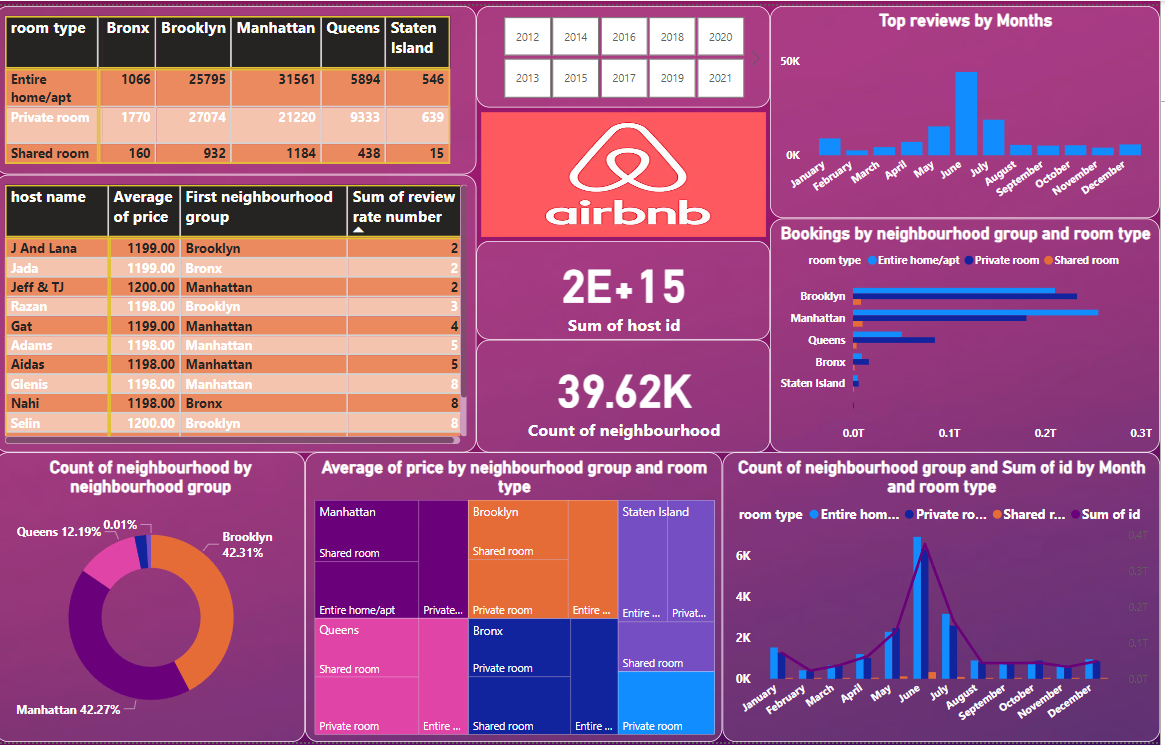 room type Bronx Brooklyn Manhattan Queens Staten Island
Entire home/apt 1066 25795 31561 5894 546
Private room 1770 27074 21220 9333 639
Shared room 160 932 1184 438 15
2012 2014 2016 2018 2020
2013 2015 2017 2019 2021
Top reviews by Months
50K
0K
January February March April May June July August September October November December
host name Average of price First neighbourhood group Sum of review rate number
J And Lana 1199.00 Brooklyn 2
Jada 1199.00 Bronx 2
Jeff & TJ 1200.00 Manhattan 2
Razan 1198.00 Brooklyn 3
Gat 1199.00 Manhattan 4
Adams 1198.00 Manhattan 5
Aidas 1198.00 Manhattan 5
Glenis 1198.00 Manhattan 8
Nahi 1198.00 Bronx 8
Selin 1200.00 Brooklyn 8
airbnb
2E+15
Sum of host id
39.62K
Count of neighbourhood
Bookings by neighbourhood group and room type
room type Entire home/apt Private room Shared room
Brooklyn
Manhattan
Queens
Bronx
Staten Island
0.0T 0.1T 0.2T 0.3T
Count of neighbourhood by
neighbourhood group
0.01%
Queens 12.19%
Brooklyn
42.31%
Manhattan 42.27%
Average of price by neighbourhood group and room
type
Manhattan
Shared room
Entire home/apt
Private...
Brooklyn
Shared room
Private room
Entire ...
Staten Island
Entire ...
Privat...
Shared room
Private room
Queens
Shared room
Private room
Entire ...
Bronx
Private room
Shared room
Entire ...
Count of neighbourhood group and Sum of id by Month
and room type
room type Entire hom... Private ro... Shared r... Sum of id
6K
4K
2K
0K
0.4T
0.3T
0.2T
0.1T
0.0T
January February March April May June July August September October November December